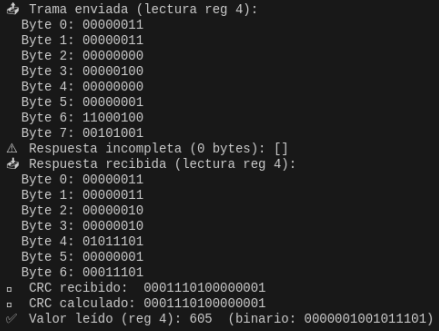 📤 Trama enviada (lectura reg 4):
Byte 0: 00000011
Byte 1: 00000011
Byte 2: 00000000
Byte 3: 00000100
Byte 4: 00000000
Byte 5: 00000001
Byte 6: 11000100
Byte 7: 00101001
⚠ Respuesta incompleta (0 bytes): []
📥 Respuesta recibida (lectura reg 4):
Byte 0: 00000011
Byte 1: 00000011
Byte 2: 00000010
Byte 3: 00000010
Byte 4: 01011101
Byte 5: 00000001
Byte 6: 00011101
CRC recibido:  0001110100000001
CRC calculado: 0001110100000001
✅ Valor leído (reg 4): 605  (binario: 0000001001011101)